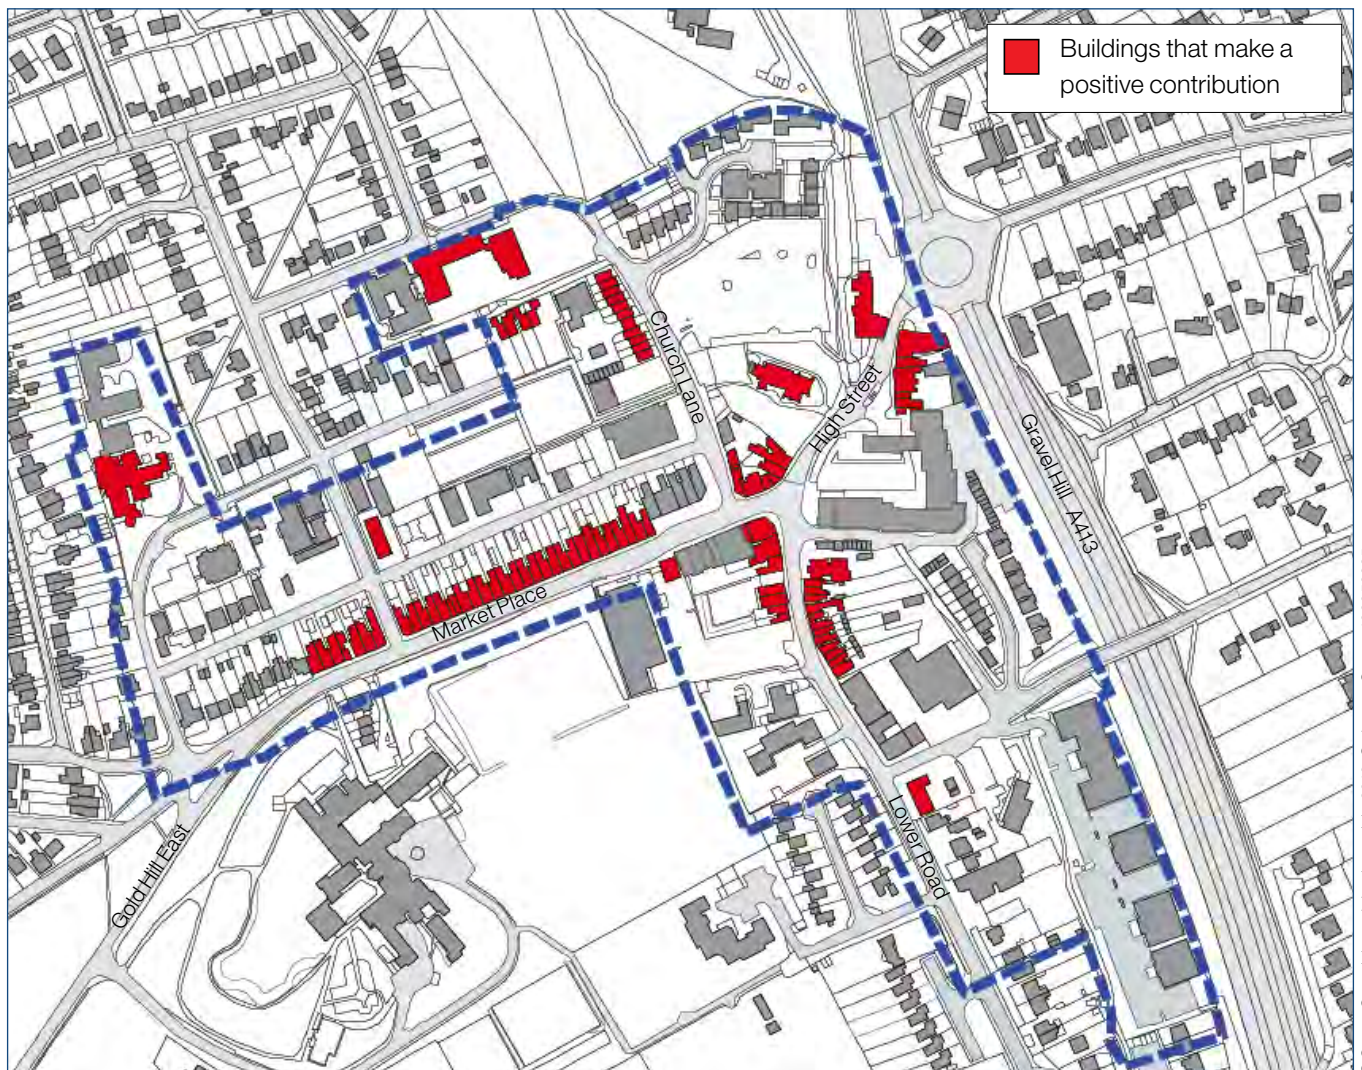 Buildings that make a
positive contribution
Church Lane
High Street
Gravel Hill A413
Market Place
Lower Road
Gold Hill East